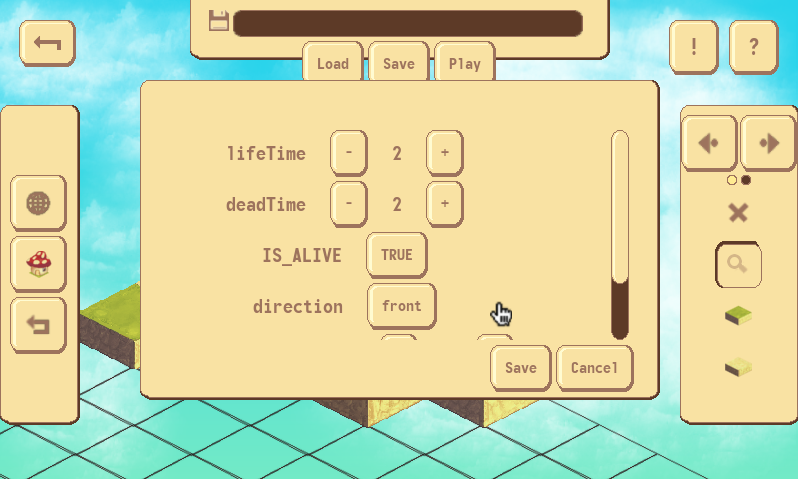 ! ?
Load Save Play
lifeTime - 2 +
deadTime - 2 +
IS_ALIVE TRUE
direction front
Save Cancel